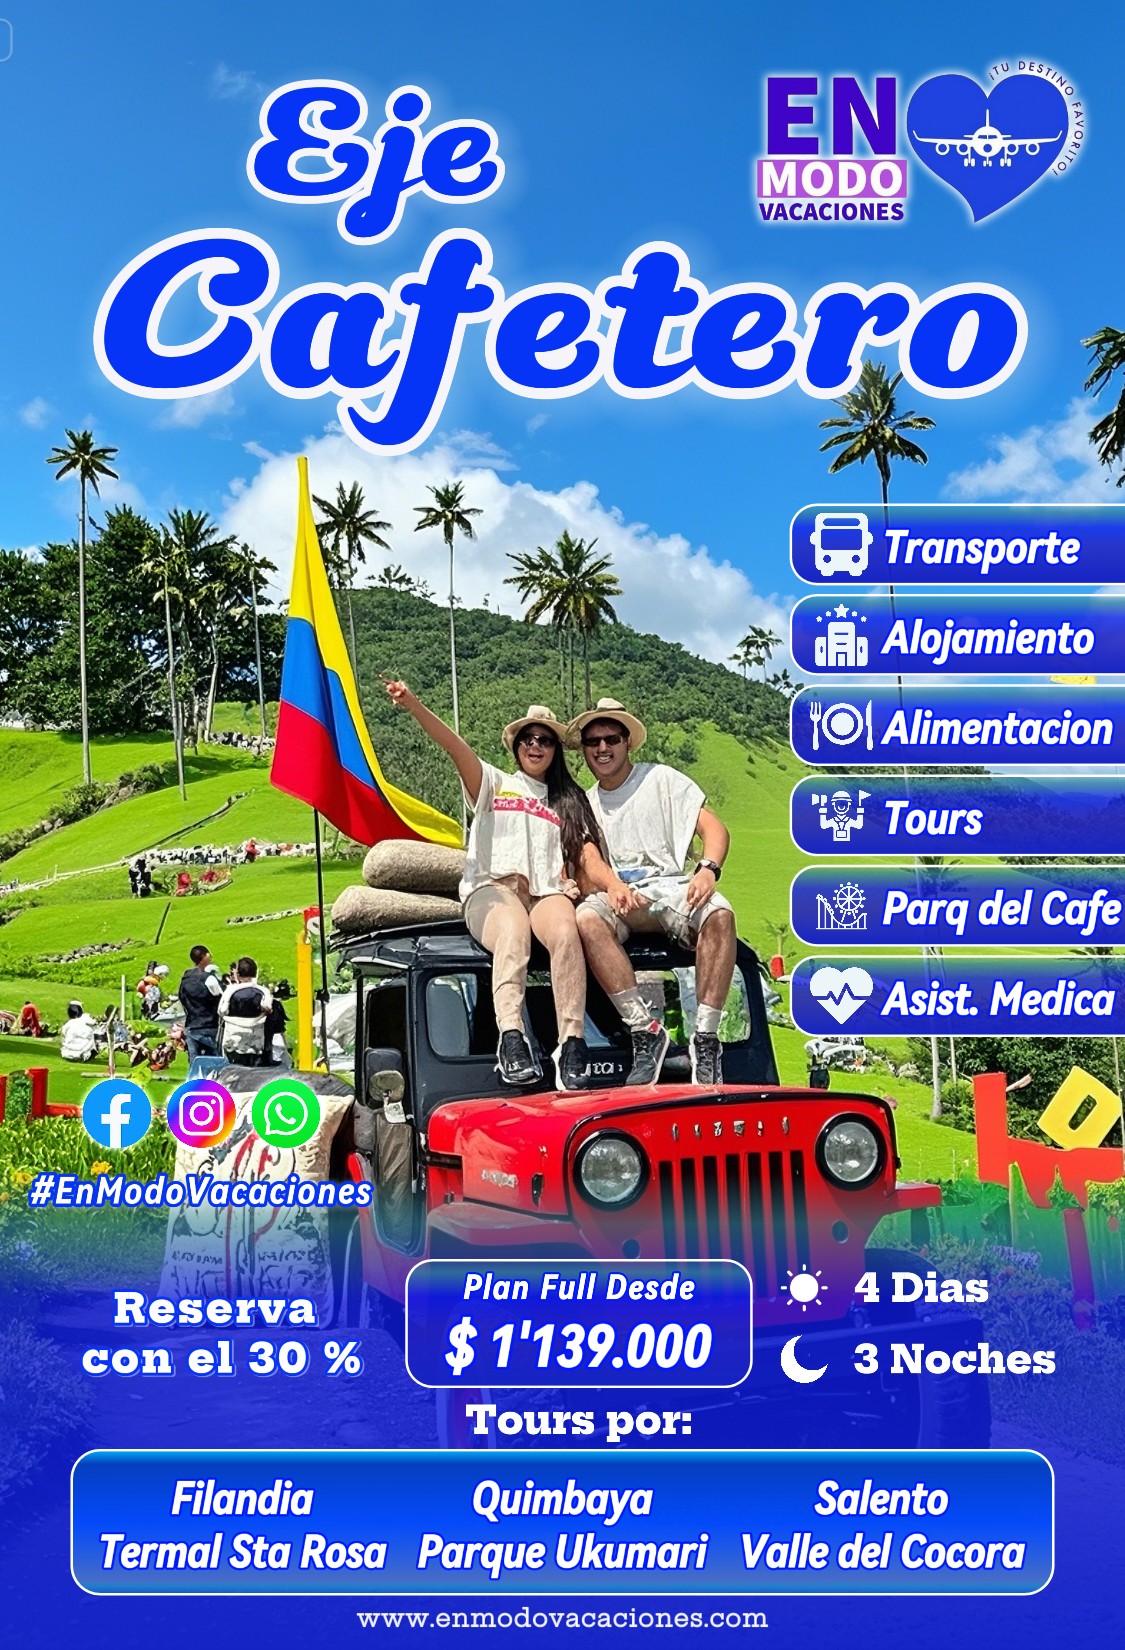 Eje
Cafetero
EN
MODO
VACACIONES
¡TU DESTINO FAVORITO!
Transporte
Alojamiento
Alimentacion
Tours
Parq del Cafe
Asist. Medica
#EnModoVacaciones
Reserva
con el 30 %
Plan Full Desde
$ 1'139.000
4 Dias
3 Noches
Tours por:
Filandia Quimbaya Salento
Termal Sta Rosa Parque Ukumari Valle del Cocora
www.enmodovacaciones.com